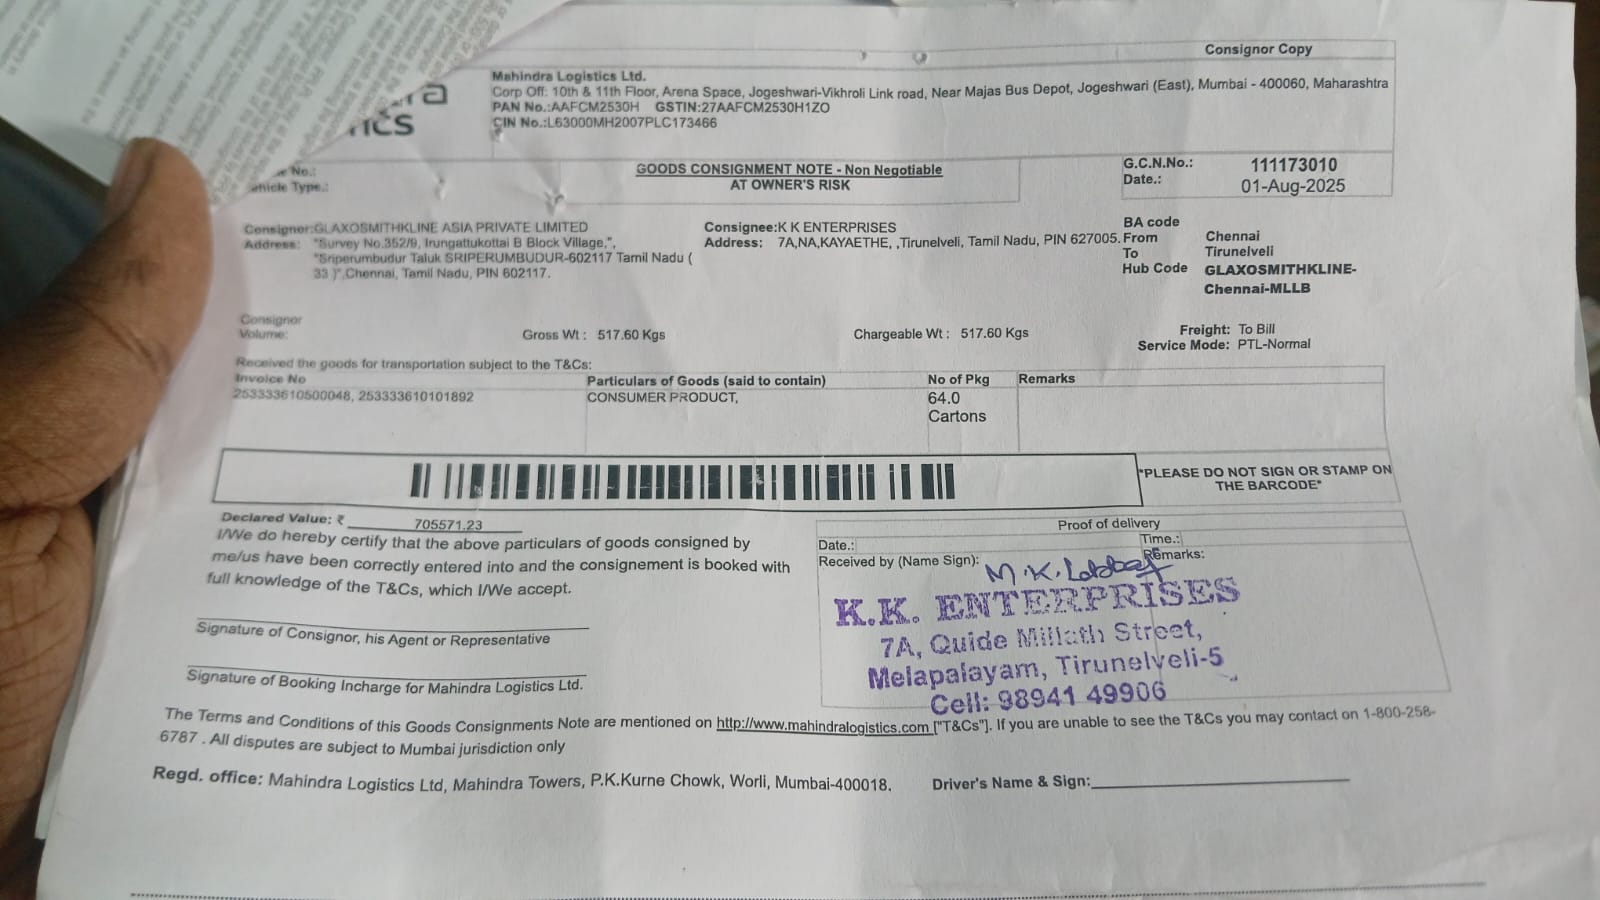 Consignor Copy
Mahindra Logistics Ltd.
Corp Off: 10th & 11th Floor, Arena Space, Jogeshwari-Vikhroli Link road, Near Majas Bus Depot, Jogeshwari (East), Mumbai - 400060, Maharashtra
PAN No.:AAFCM2530H GSTIN:27AAFCM2530H1ZO
CIN No.:L63000MH2007PLC173466
No.:
Type.:
GOODS CONSIGNMENT NOTE - Non Negotiable
AT OWNER'S RISK
G.C.N.No.: 111173010
Date.: 01-Aug-2025
Consignor:GLAXOSMITHKLINE ASIA PRIVATE LIMITED
Address: "Survey No.352/9, Irungattukottai B Block Village,",
"Sriperumbudur Taluk SRIPERUMBUDUR-602117 Tamil Nadu (
33 )",Chennai, Tamil Nadu, PIN 602117.
Consignee:K K ENTERPRISES
Address: 7A,NA,KAYAETHE, ,Tirunelveli, Tamil Nadu, PIN 627005.
BA code
From Chennai
To Tirunelveli
Hub Code GLAXOSMITHKLINE-
Chennai-MLLB
Consignor
Volume:
Gross Wt : 517.60 Kgs
Chargeable Wt : 517.60 Kgs
Freight: To Bill
Service Mode: PTL-Normal
Received the goods for transportation subject to the T&Cs:
Invoice No Particulars of Goods (said to contain) No of Pkg Remarks
253333610500048, 253333610101892 CONSUMER PRODUCT, 64.0
Cartons
*PLEASE DO NOT SIGN OR STAMP ON
THE BARCODE*
Declared Value: ₹ 705571.23
I/We do hereby certify that the above particulars of goods consigned by
me/us have been correctly entered into and the consignement is booked with
full knowledge of the T&Cs, which I/We accept.
Signature of Consignor, his Agent or Representative
Signature of Booking Incharge for Mahindra Logistics Ltd.
Proof of delivery
Date.: Time.:
Received by (Name Sign): Remarks:
M.K.
K.K. ENTERPRISES
7A, Quide Millath Street,
Melapalayam, Tirunelveli-5
Cell: 98941 49906
The Terms and Conditions of this Goods Consignments Note are mentioned on http://www.mahindralogistics.com ["T&Cs"]. If you are unable to see the T&Cs you may contact on 1-800-258-
6787 . All disputes are subject to Mumbai jurisdiction only
Regd. office: Mahindra Logistics Ltd, Mahindra Towers, P.K.Kurne Chowk, Worli, Mumbai-400018.
Driver's Name & Sign: